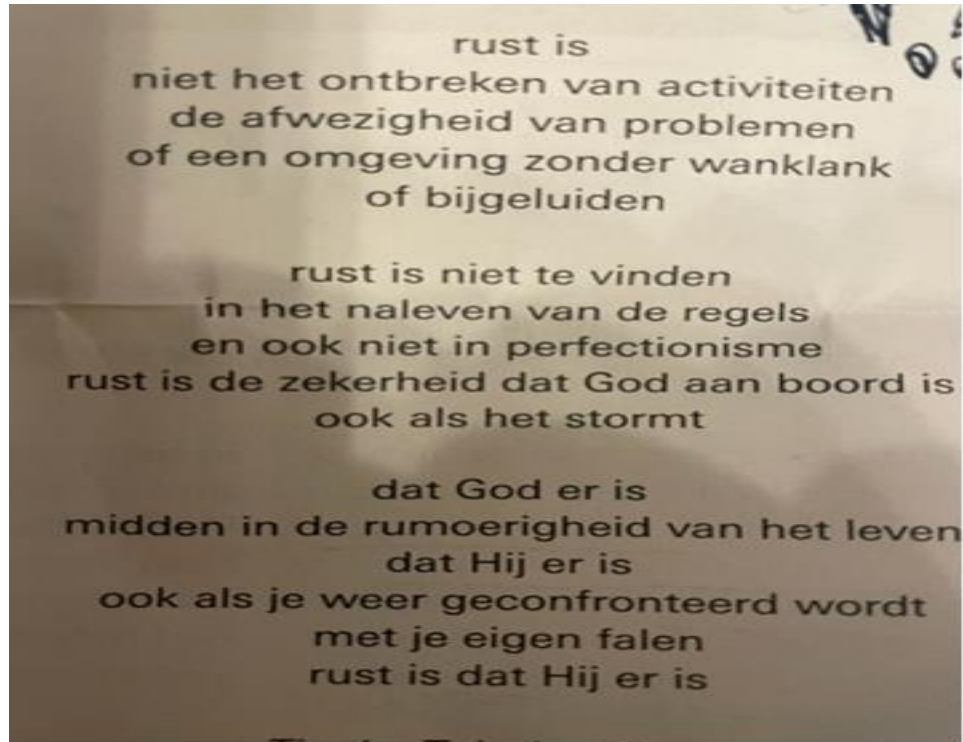 rust is
niet het ontbreken van activiteiten
de afwezigheid van problemen
of een omgeving zonder wanklank
of bijgeluiden
rust is niet te vinden
in het naleven van de regels
en ook niet in perfectionisme
rust is de zekerheid dat God aan boord is
ook als het stormt
dat God er is
midden in de rumoerigheid van het leven
dat Hij er is
ook als je weer geconfronteerd wordt
met je eigen falen
rust is dat Hij er is